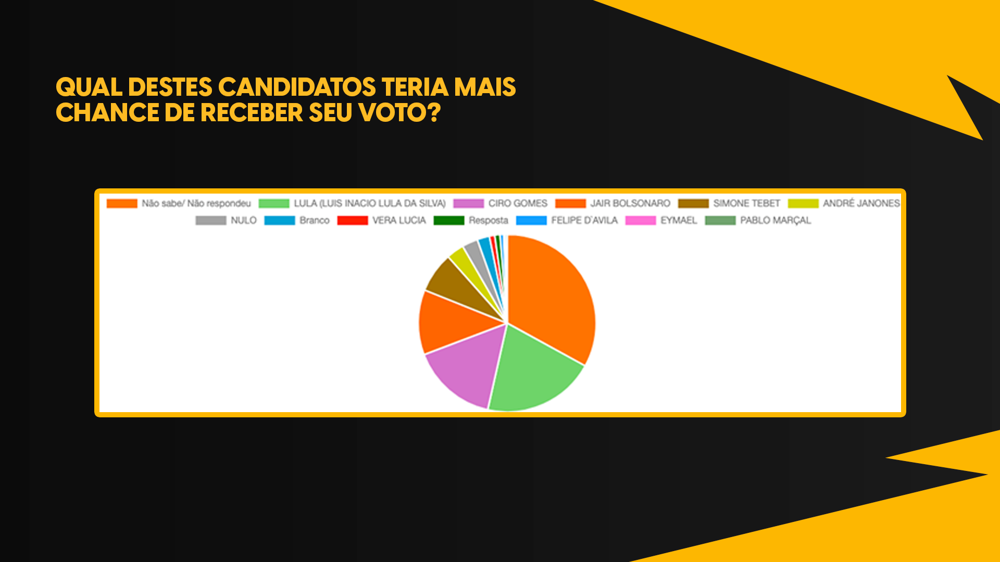 QUAL DESTES CANDIDATOS TERIA MAIS
CHANCE DE RECEBER SEU VOTO?
Não sabe/ Não respondeu LULA (LUIS INACIO LULA DA SILVA) CIRO GOMES JAIR BOLSONARO SIMONE TEBET ANDRÉ JANONES
NULO Branco VERA LUCIA Resposta FELIPE D`AVILA EYMAEL PABLO MARÇAL